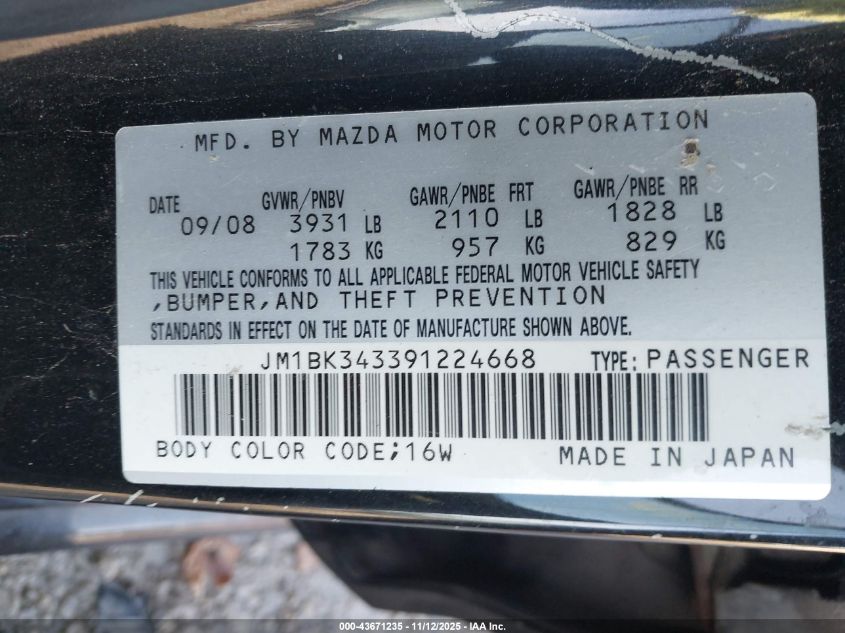 MFD. BY MAZDA MOTOR CORPORATION
DATE GVWR/PNBV GAWR/PNBE FRT GAWR/PNBE RR
09/08 3931 LB 2110 LB 1828 LB
1783 KG 957 KG 829 KG
THIS VEHICLE CONFORMS TO ALL APPLICABLE FEDERAL MOTOR VEHICLE SAFETY
,BUMPER,AND THEFT PREVENTION
STANDARDS IN EFFECT ON THE DATE OF MANUFACTURE SHOWN ABOVE.
JM1BK343391224668 TYPE: PASSENGER
BODY COLOR CODE;16W MADE IN JAPAN
000-43671235 - 11/12/2025 - IAA Inc.